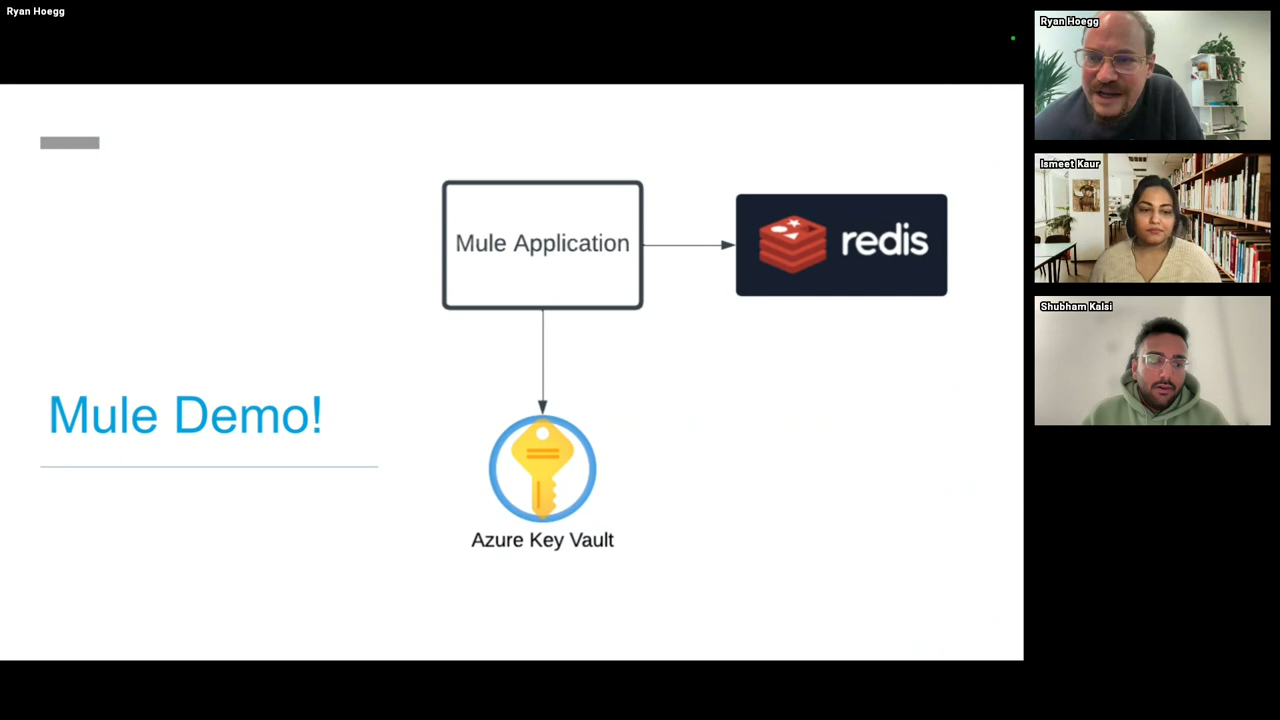 Ryan Hoegg
Mule Application
redis
Mule Demo!
Azure Key Vault
Ryan Hoegg
Ismeet Kaur
Shubham Kalsi